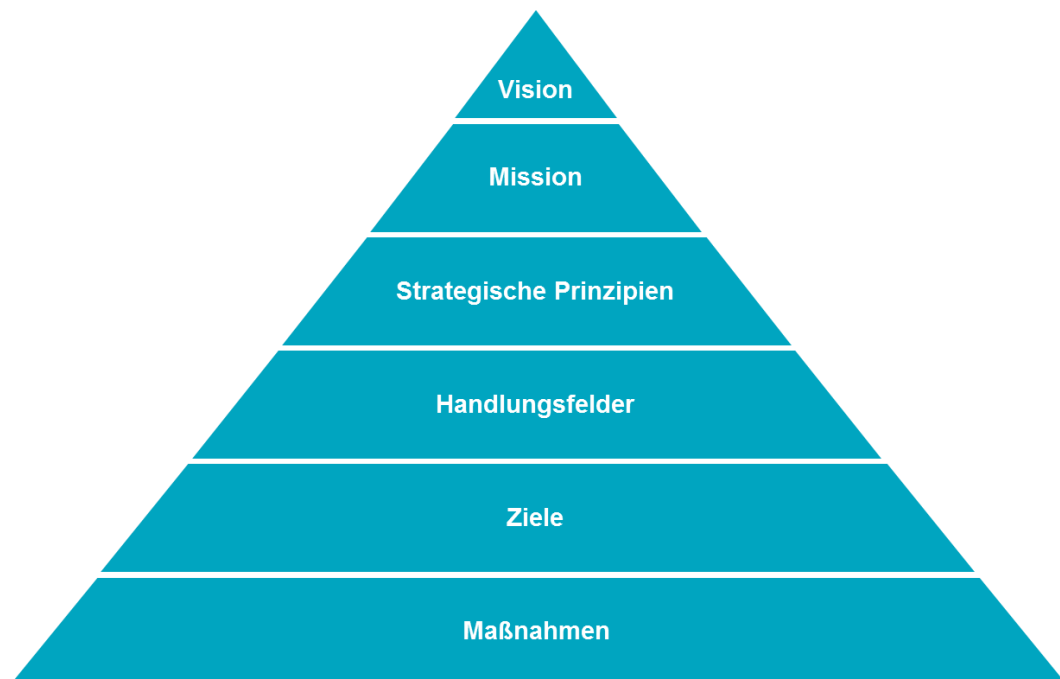 Vision
Mission
Strategische Prinzipien
Handlungsfelder
Ziele
Maßnahmen